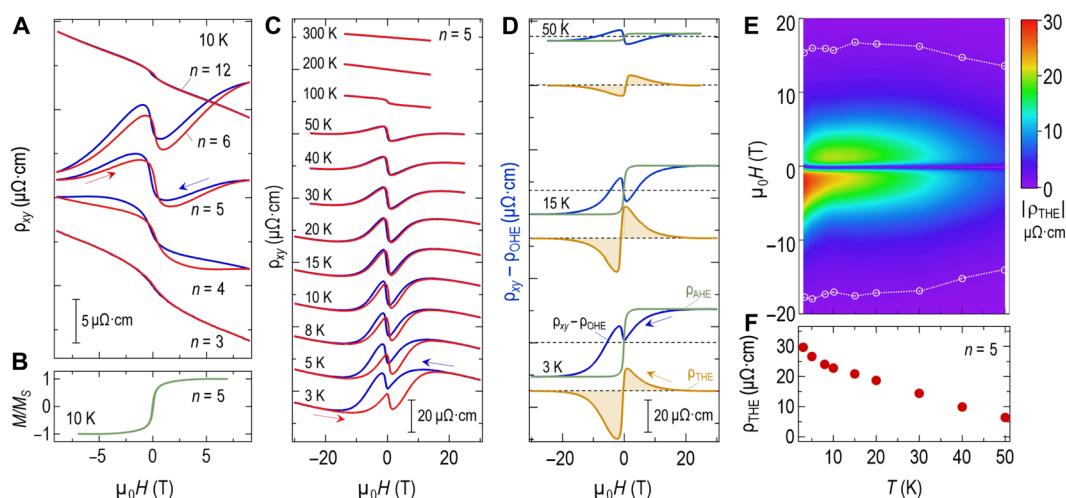 A
10 K
n = 12
n = 6
n = 5
n = 4
n = 3
5 μΩ·cm
ρxy (μΩ·cm)
B
1
0
−1
M/MS
10 K
n = 5
−5 0 5
μ0H (T)
C
n = 5
300 K
200 K
100 K
50 K
40 K
30 K
20 K
15 K
10 K
8 K
5 K
3 K
20 μΩ·cm
ρxy (μΩ·cm)
−20 0 20
μ0H (T)
D
50 K
15 K
3 K
ρAHE
ρxy − ρOHE
ρTHE
20 μΩ·cm
ρxy − ρOHE (μΩ·cm)
−20 0 20
μ0H (T)
E
20
10
0
−10
−20
μ0H (T)
30
20
10
0
|ρTHE|
μΩ·cm
F
n = 5
30
20
10
0
ρTHE (μΩ·cm)
10 20 30 40 50
T (K)